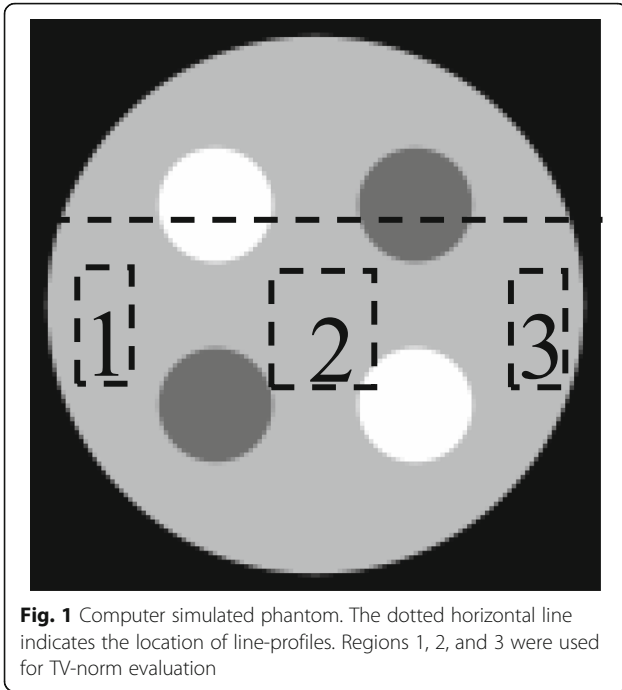 1 2 3
Fig. 1 Computer simulated phantom. The dotted horizontal line
indicates the location of line-profiles. Regions 1, 2, and 3 were used
for TV-norm evaluation